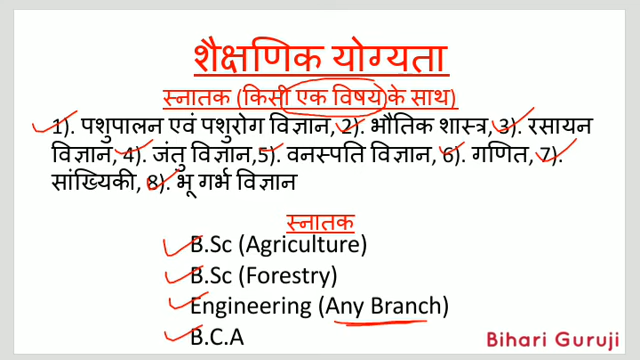 शैक्षणिक योग्यता
स्नातक (किसी एक विषय के साथ)
1). पशुपालन एवं पशुरोग विज्ञान, 2). भौतिक शास्त्र, 3). रसायन
विज्ञान, 4). जंतु विज्ञान,5). वनस्पति विज्ञान, 6). गणित, 7).
सांख्यिकी, 8). भू गर्भ विज्ञान
स्नातक
B.Sc (Agriculture)
B.Sc (Forestry)
Engineering (Any Branch)
B.C.A
Bihari Guruji